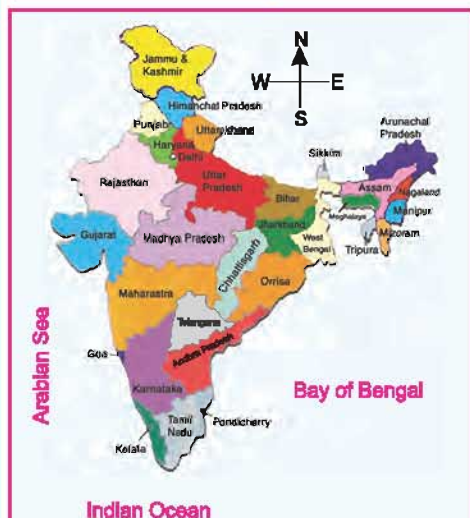 N
W E
S
Jammu &
Kashmir
Himanchal Pradesh
Punjab
Uttarakhand
Arunachal
Pradesh
Haryana
Delhi
Sikkim
Rajasthan
Uttar
Pradesh
Assam
Nagaland
Bihar
Meghalaya
Manipur
Gujarat
Madhya Pradesh
Jharkhand
West
Bengal
Tripura
Mizoram
Chhattisgarh
Orrisa
Maharastra
Telangana
Goa
Andhra Pradesh
Arabian Sea
Bay of Bengal
Karnataka
Tamil
Nadu
Pondicherry
Kerala
Indian Ocean